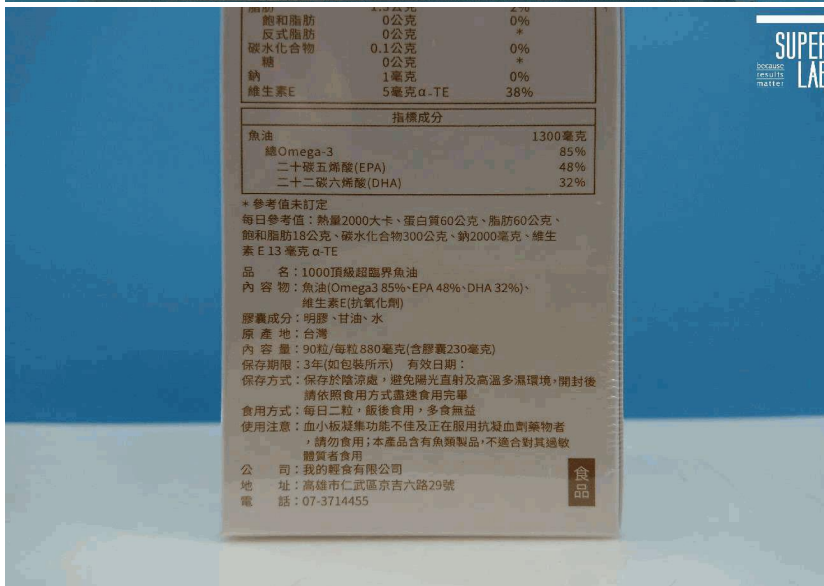 脂肪 1.3公克 2%
飽和脂肪 0公克 0%
反式脂肪 0公克 *
碳水化合物 0.1公克 0%
糖 0公克 *
鈉 1毫克 0%
維生素E 5毫克α-TE 38%
指標成分
魚油 1300毫克
總Omega-3 85%
二十碳五烯酸(EPA) 48%
二十二碳六烯酸(DHA) 32%
*參考值未訂定
每日參考值:熱量2000大卡、蛋白質60公克、脂肪60公克、
飽和脂肪18公克、碳水化合物300公克、鈉2000毫克、維生
素E 13毫克 α-TE
品 名:1000頂級超臨界魚油
內 容 物:魚油(Omega3 85%、EPA 48%、DHA 32%)、
維生素E(抗氧化劑)
膠囊成分:明膠、甘油、水
原 產 地:台灣
內 容 量:90粒/每粒880毫克(含膠囊230毫克)
保存期限:3年(如包裝所示) 有效日期:
保存方式:保存於陰涼處,避免陽光直射及高溫多濕環境,開封後
請依照食用方式盡速食用完畢
食用方式:每日二粒,飯後食用,多食無益
使用注意:血小板凝集功能不佳及正在服用抗凝血劑藥物者
,請勿食用;本產品含有魚類製品,不適合對其過敏
體質者食用
公 司:我的輕食有限公司
地 址:高雄市仁武區京吉六路29號
電 話:07-3714455
食品
SUPER
LAB
because
results
matter